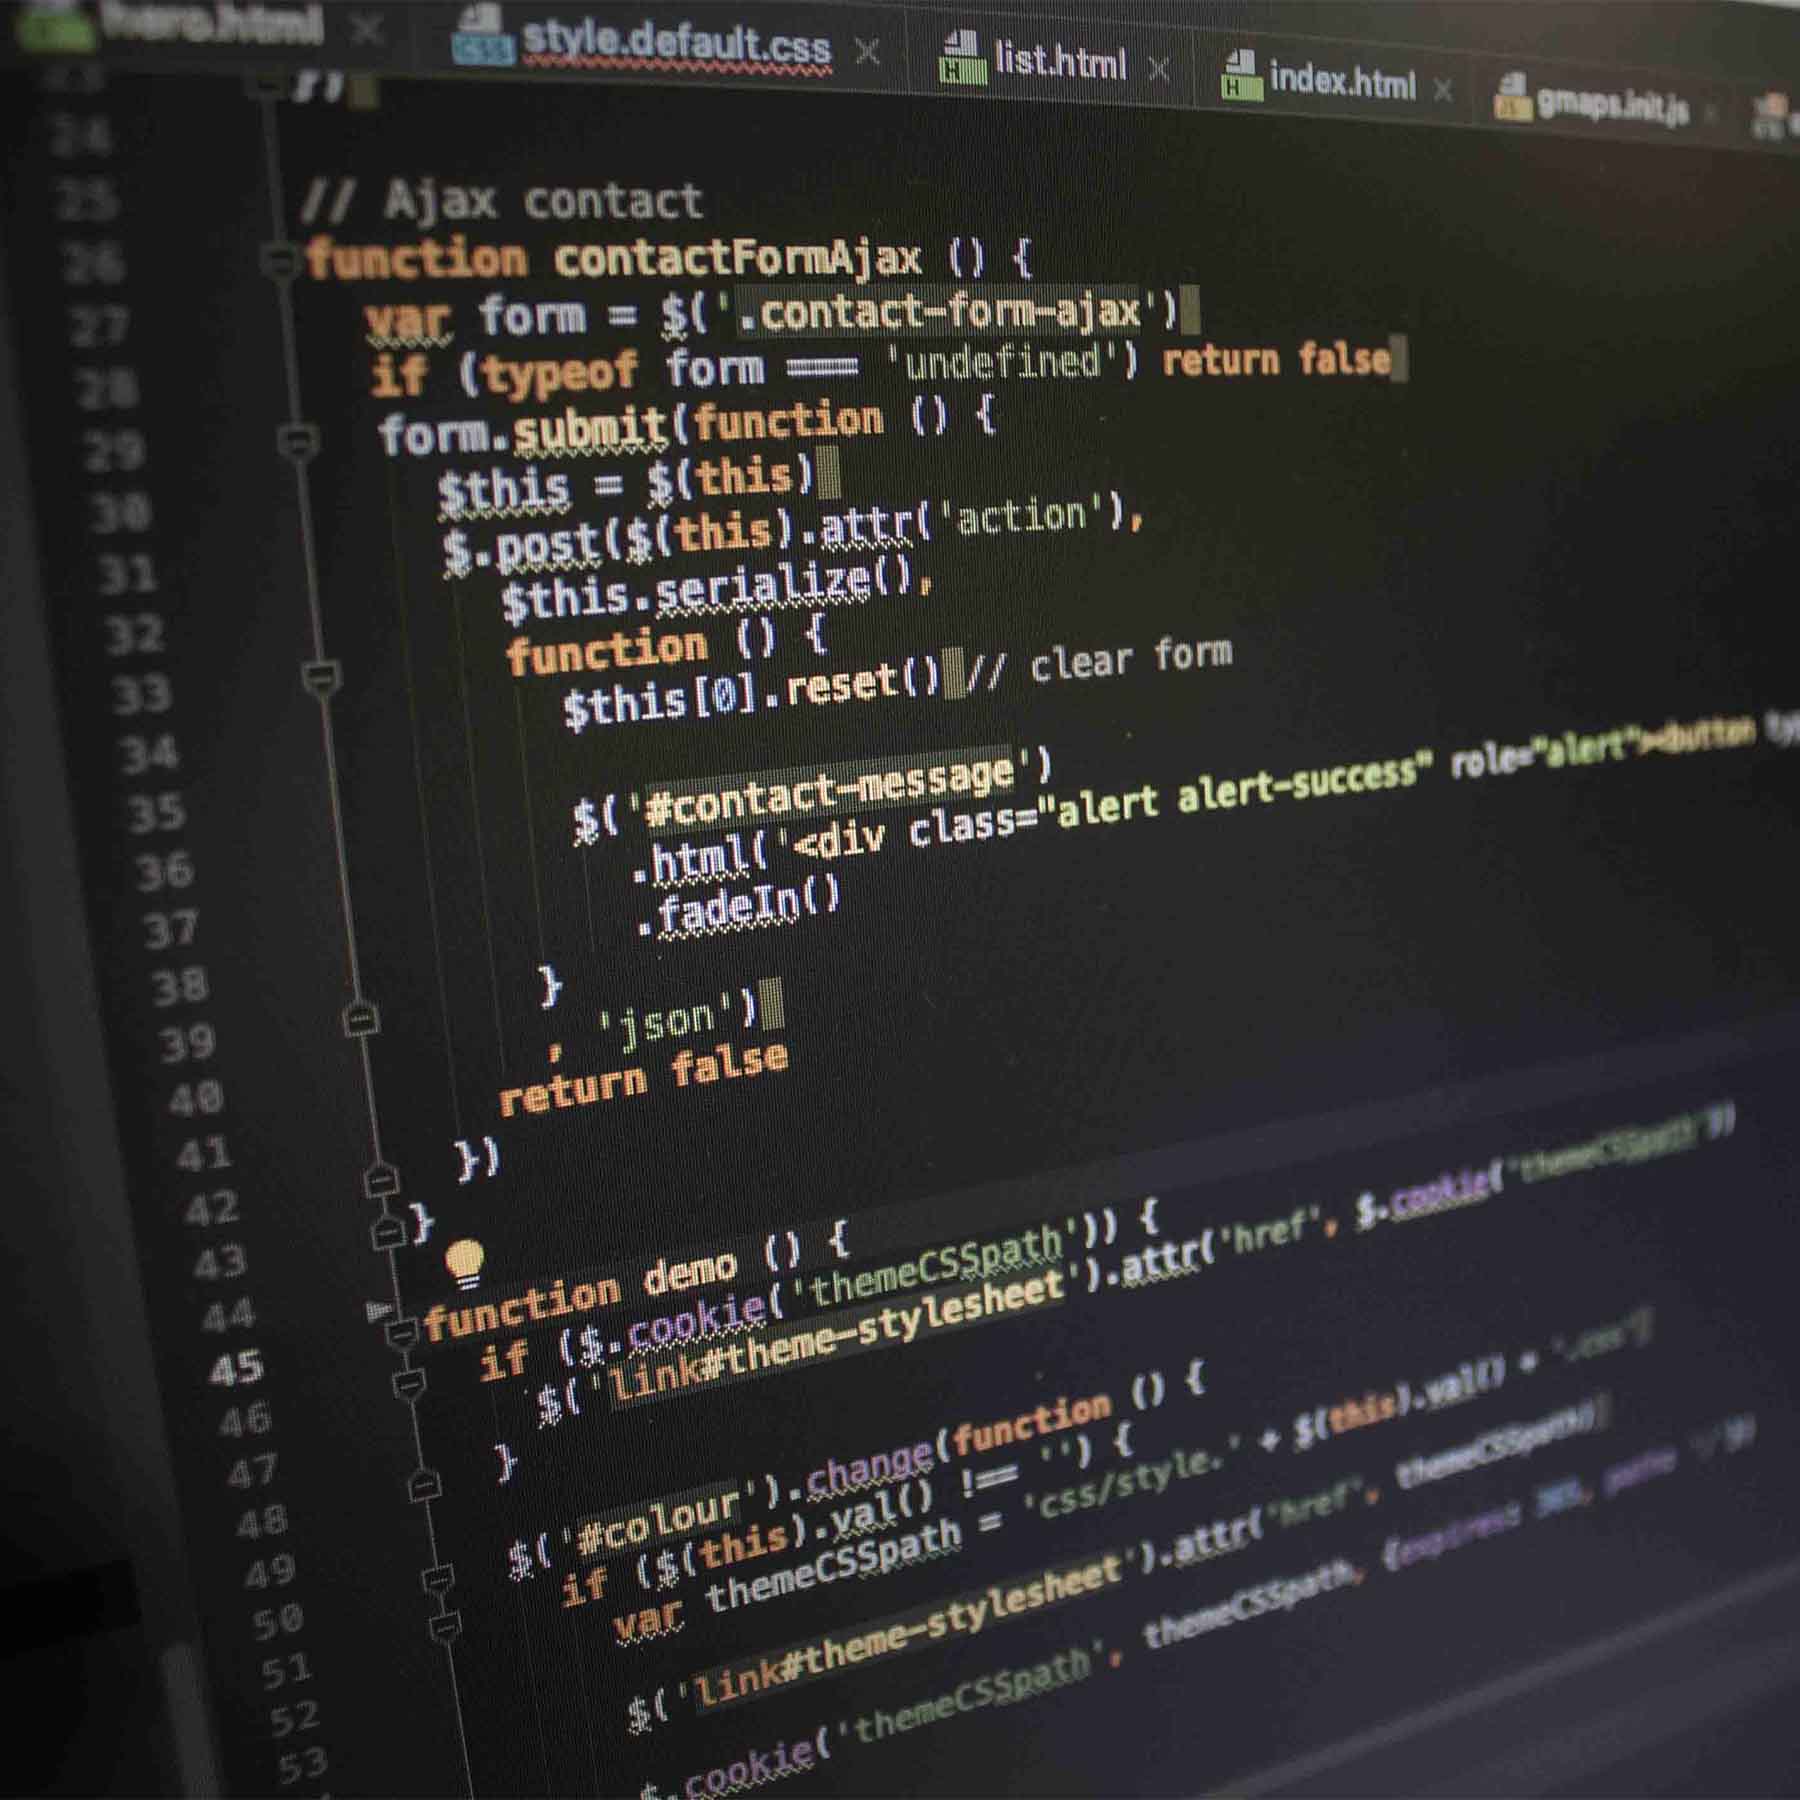 hero.html style.default.css list.html index.html gmaps.init.js
23 })
24
25 // Ajax contact
26 function contactFormAjax () {
27 var form = $('.contact-form-ajax')
28 if (typeof form === 'undefined') return false
29 form.submit(function () {
30 $this = $(this)
31 $.post($(this).attr('action'),
32 $this.serialize(),
33 function () {
34 $this[0].reset() // clear form
35
36 $('#contact-message')
37 .html('<div class="alert alert-success" role="alert"><button
38 .fadeIn()
39 }
40 , 'json')
41 return false
42 })
43 }
44 function demo () {
45 if ($.cookie('themeCSSpath')) {
46 $('link#theme-stylesheet').attr('href', $.cookie('themeCSSpath'))
47 }
48 $('#colour').change(function () {
49 if ($(this).val() !== '') {
50 var themeCSSpath = 'css/style.' + $(this).val() + '.css'
51 $('link#theme-stylesheet').attr('href', themeCSSpath)
52 $.cookie('themeCSSpath', themeCSSpath, {expires: 365, path: '/'})
53